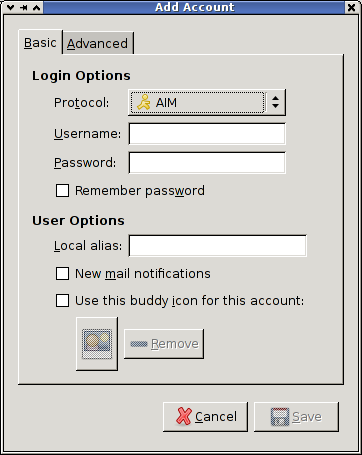 Add Account
Basic Advanced
Login Options
Protocol: AIM
Username:
Password:
Remember password
User Options
Local alias:
New mail notifications
Use this buddy icon for this account:
Remove
Cancel Save